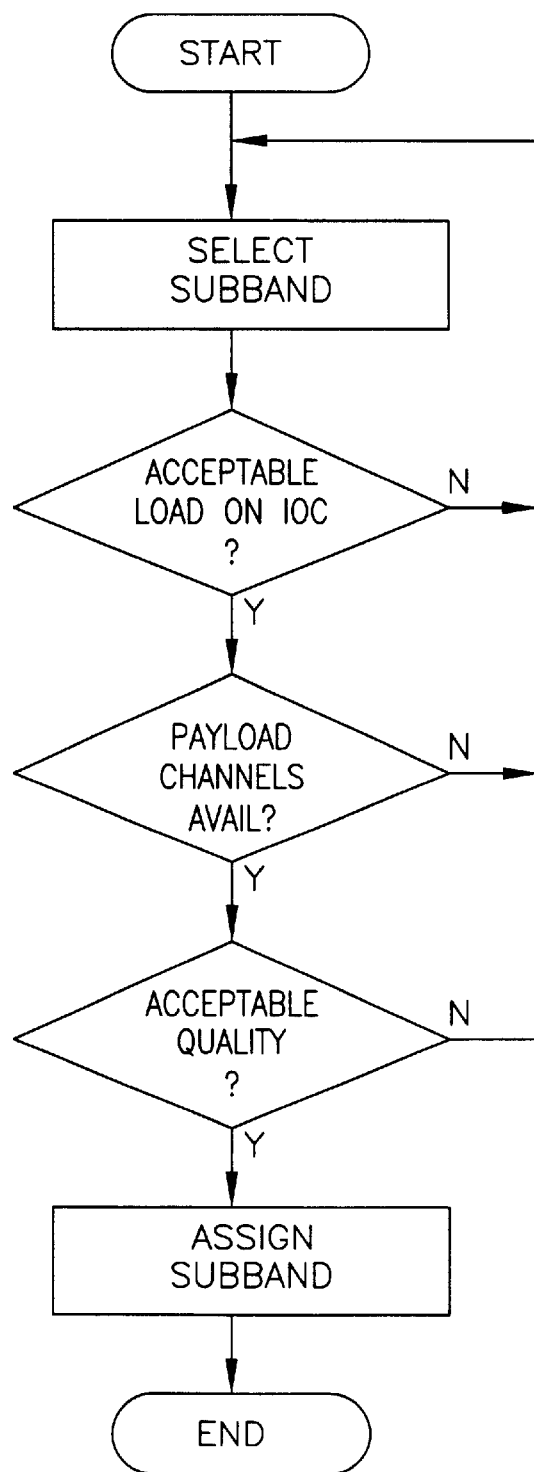 START
SELECT
SUBBAND
ACCEPTABLE
LOAD ON IOC
?
N
Y
PAYLOAD
CHANNELS
AVAIL?
N
Y
ACCEPTABLE
QUALITY
?
N
Y
ASSIGN
SUBBAND
END